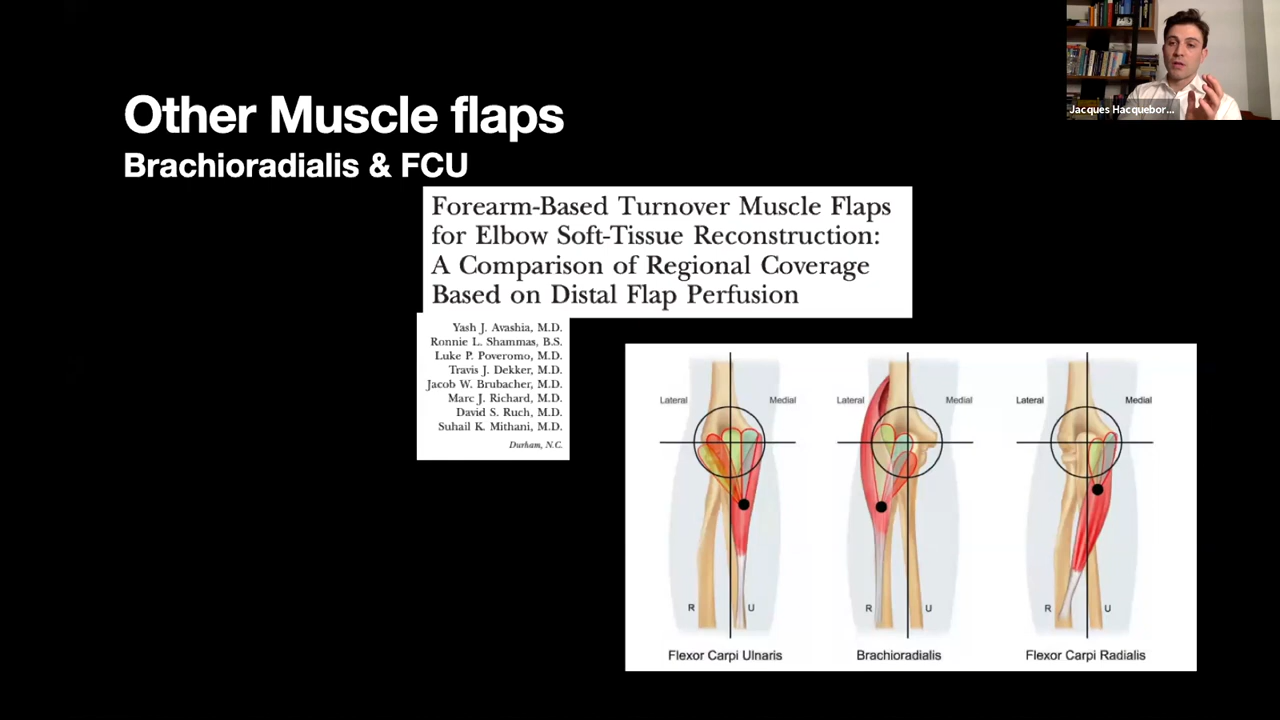 Jacques Hacquebor...
Other Muscle flaps
Brachioradialis & FCU
Forearm-Based Turnover Muscle Flaps
for Elbow Soft-Tissue Reconstruction:
A Comparison of Regional Coverage
Based on Distal Flap Perfusion
Yash J. Avashia, M.D.
Ronnie L. Shammas, B.S.
Luke P. Poveromo, M.D.
Travis J. Dekker, M.D.
Jacob W. Brubacher, M.D.
Marc J. Richard, M.D.
David S. Ruch, M.D.
Suhail K. Mithani, M.D.
Durham, N.C.
Lateral Medial Lateral Medial Lateral Medial
R U R U R U
Flexor Carpi Ulnaris Brachioradialis Flexor Carpi Radialis